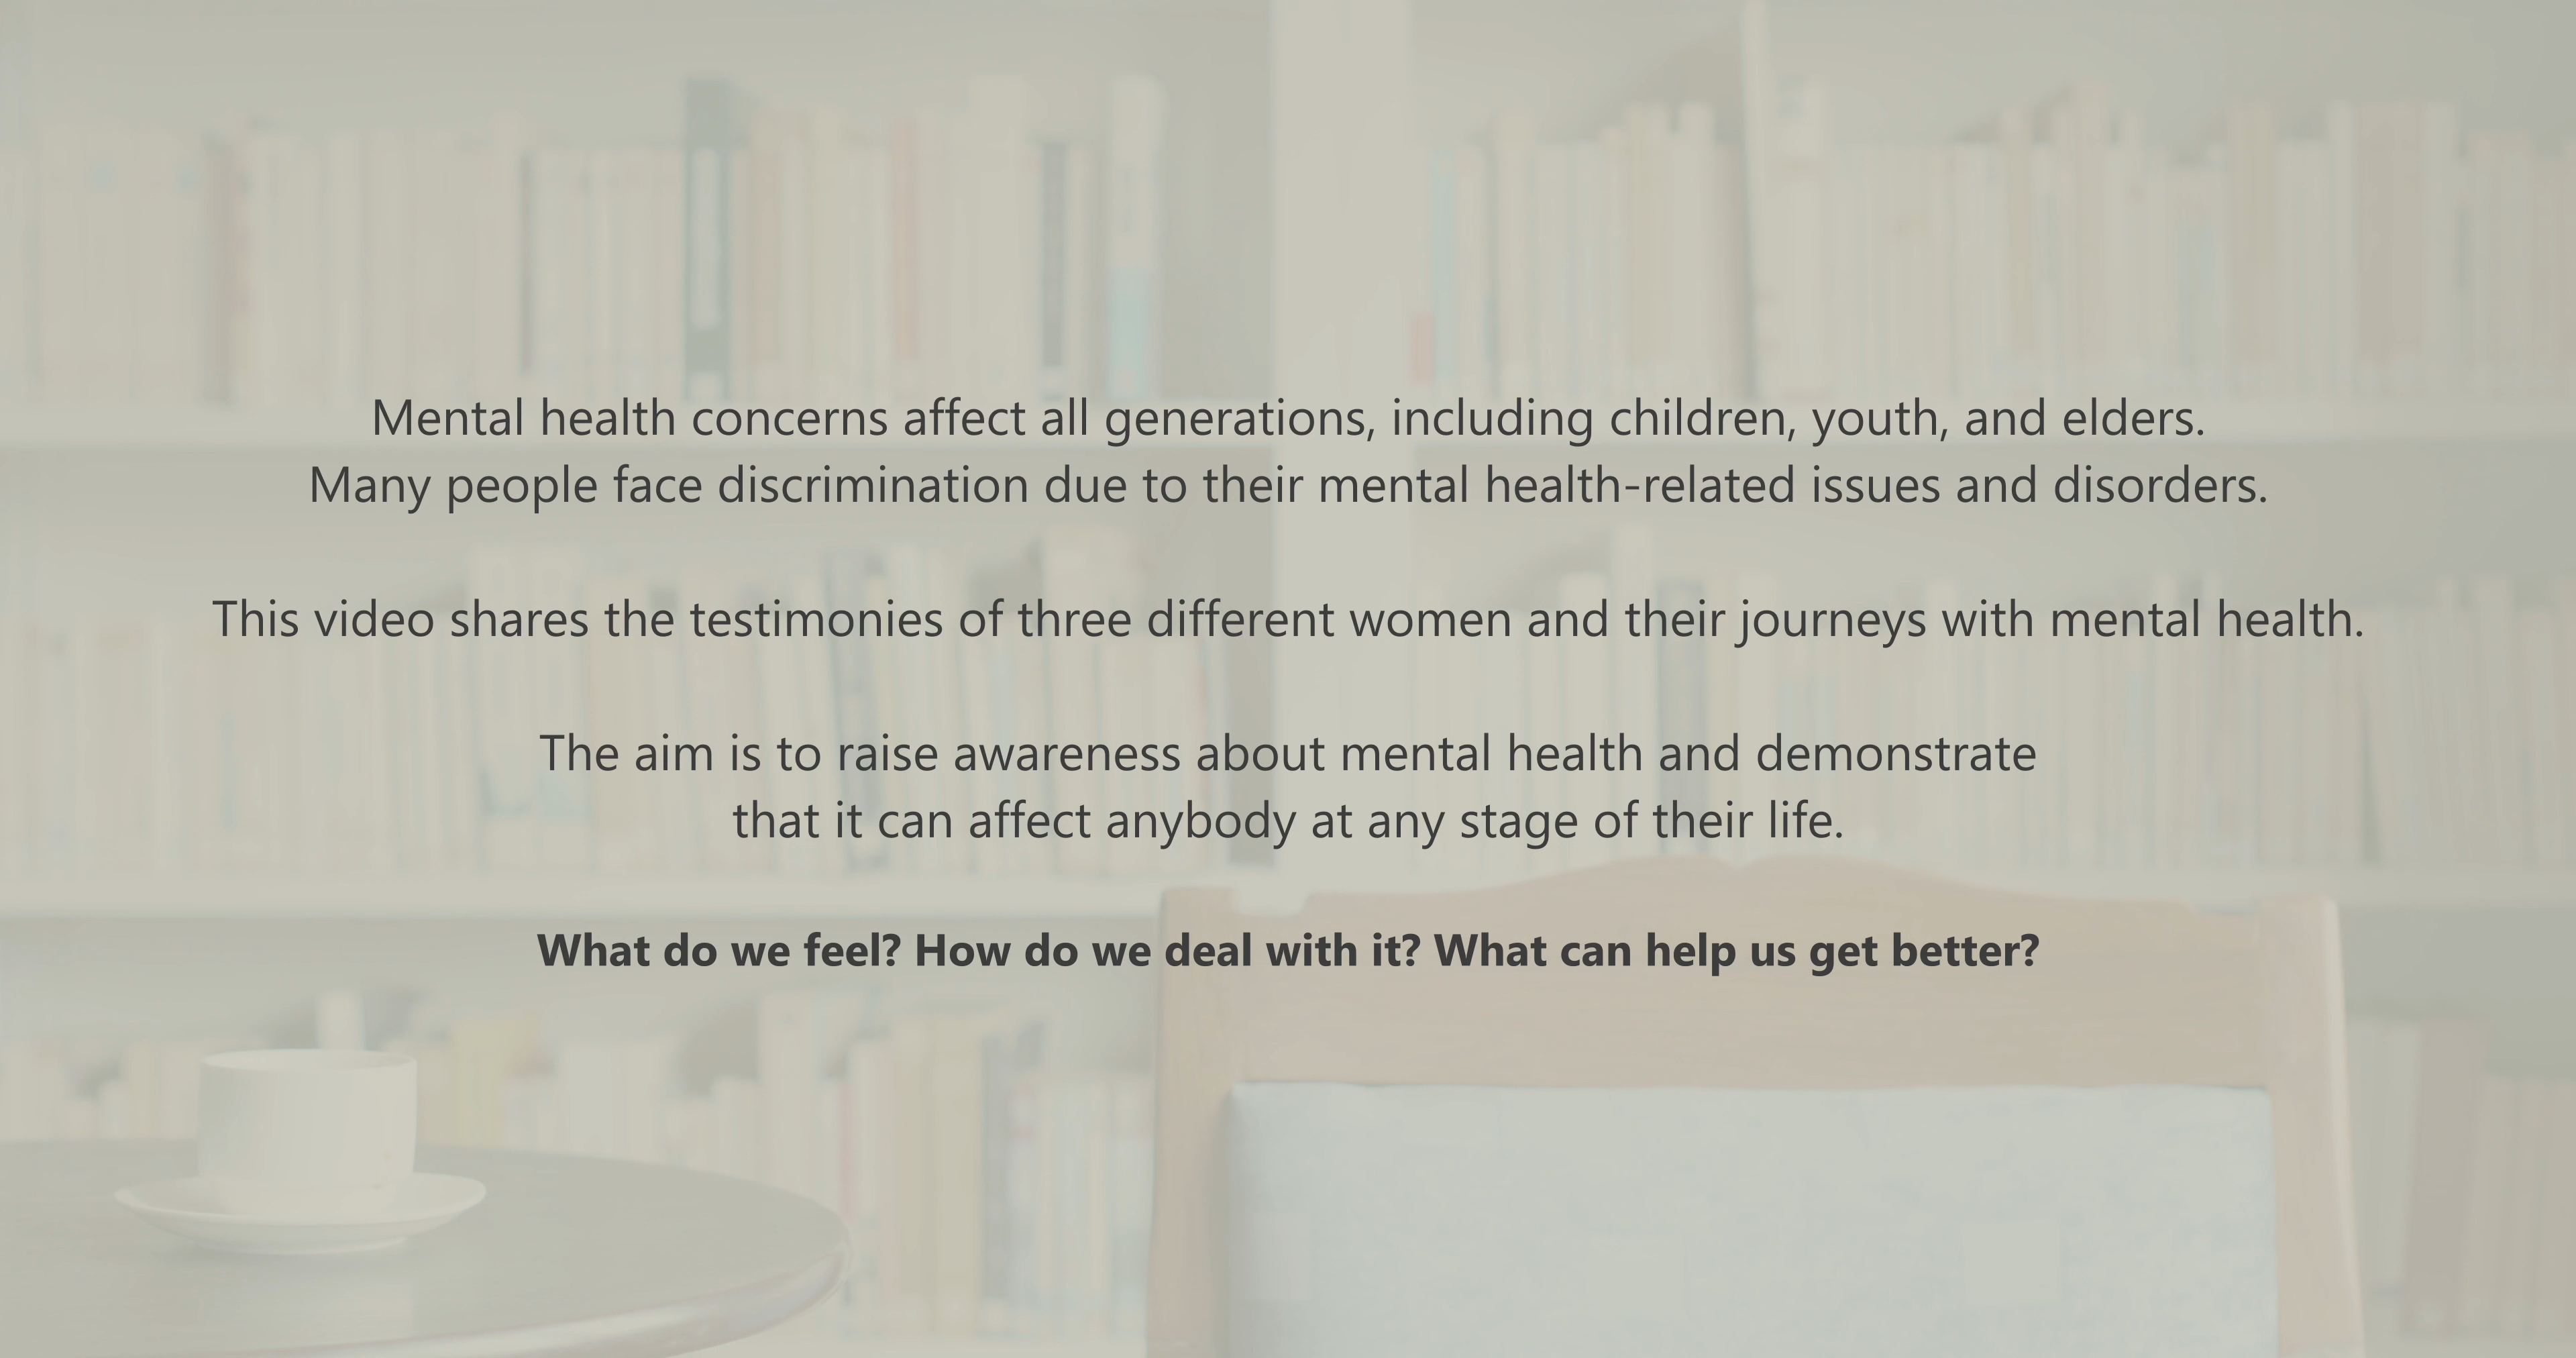 Mental health concerns affect all generations, including children, youth, and elders.
Many people face discrimination due to their mental health-related issues and disorders.
This video shares the testimonies of three different women and their journeys with mental health.
The aim is to raise awareness about mental health and demonstrate
that it can affect anybody at any stage of their life.
What do we feel? How do we deal with it? What can help us get better?